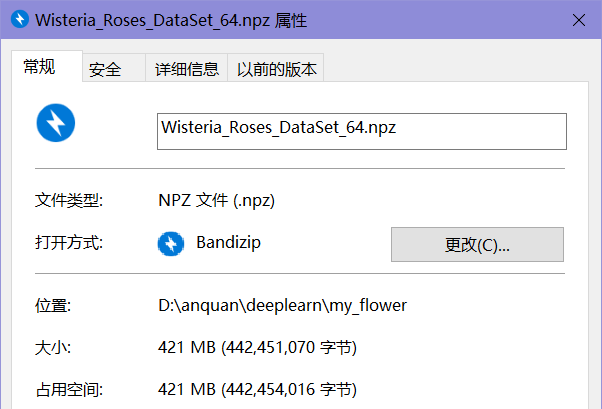 Wisteria_Roses_DataSet_64.npz 属性
常规 安全 详细信息 以前的版本
Wisteria_Roses_DataSet_64.npz
文件类型: NPZ 文件 (.npz)
打开方式: Bandizip 更改(C)...
位置: D:\anquan\deeplearn\my_flower
大小: 421 MB (442,451,070 字节)
占用空间: 421 MB (442,454,016 字节)